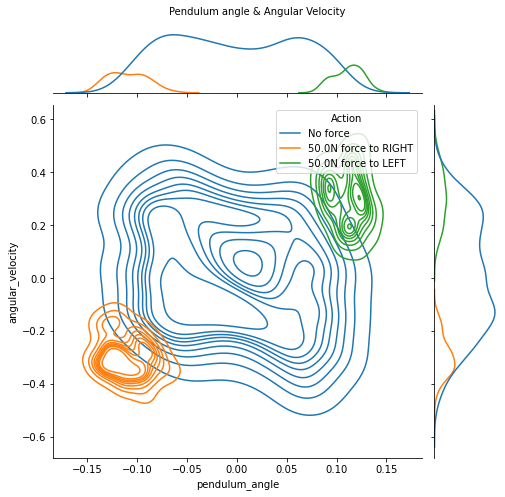 Pendulum angle & Angular Velocity
Action
No force
50.0N force to RIGHT
50.0N force to LEFT
0.6
0.4
0.2
0.0
−0.2
−0.4
−0.6
angular_velocity
−0.15
−0.10
−0.05
0.00
0.05
0.10
0.15
pendulum_angle